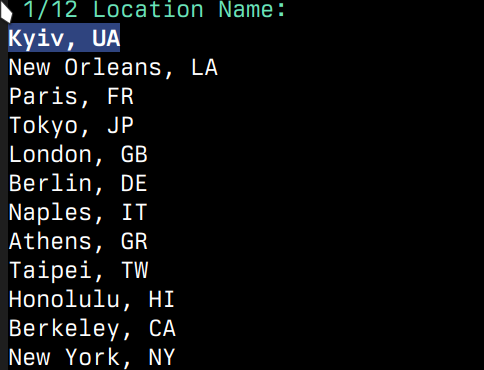 1/12 Location Name:
Kyiv, UA
New Orleans, LA
Paris, FR
Tokyo, JP
London, GB
Berlin, DE
Naples, IT
Athens, GR
Taipei, TW
Honolulu, HI
Berkeley, CA
New York, NY